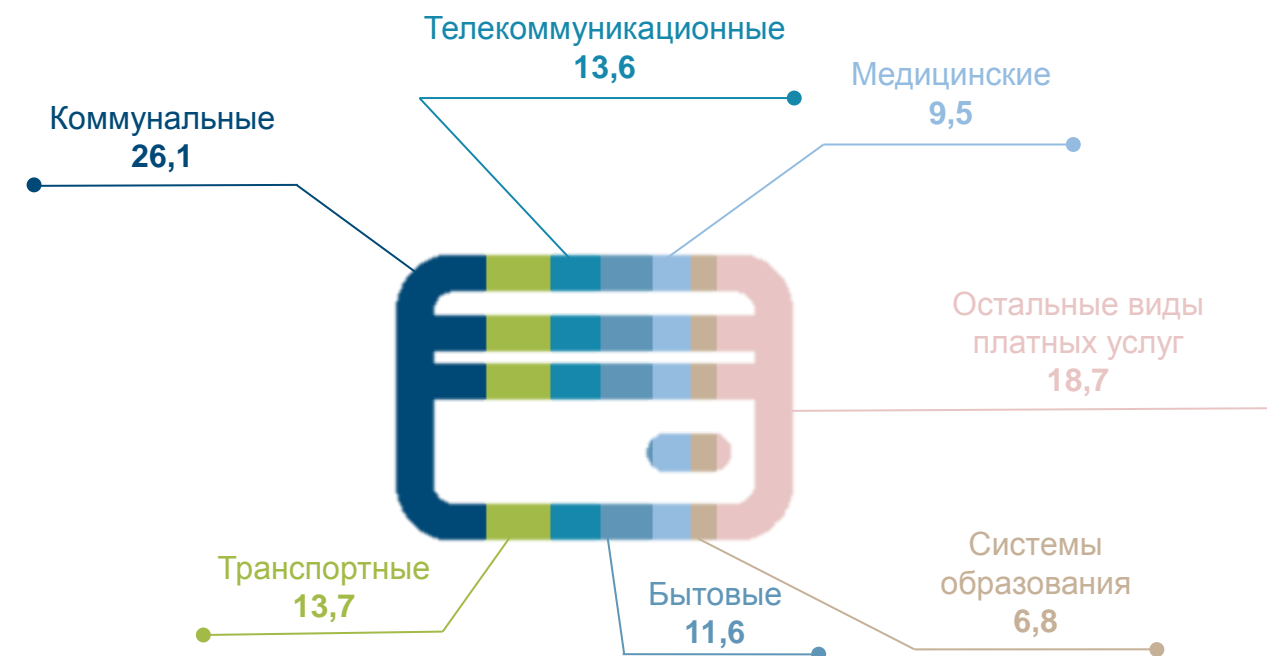 Телекоммуникационные
13,6
Медицинские
9,5
Коммунальные
26,1
Остальные виды
платных услуг
18,7
Системы
образования
6,8
Транспортные
13,7
Бытовые
11,6